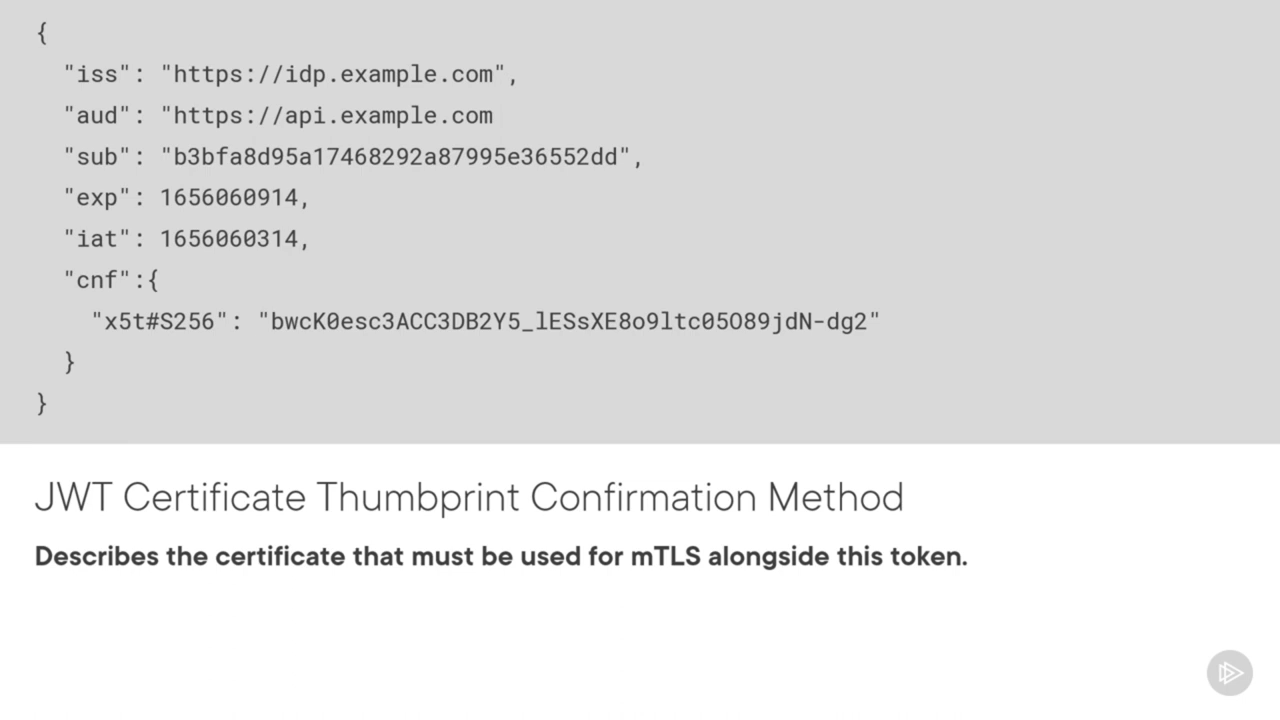 {
"iss": "https://idp.example.com",
"aud": "https://api.example.com
"sub": "b3bfa8d95a17468292a87995e36552dd",
"exp": 1656060914,
"iat": 1656060314,
"cnf":{
"x5t#S256": "bwcK0esc3ACC3DB2Y5_lESsXE8o9ltc05O89jdN-dg2"
}
}
JWT Certificate Thumbprint Confirmation Method
Describes the certificate that must be used for mTLS alongside this token.